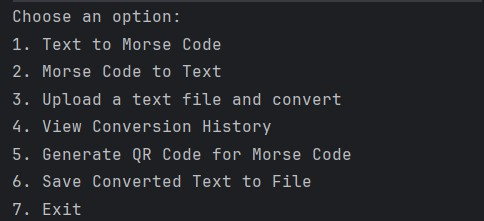 Choose an option:
1. Text to Morse Code
2. Morse Code to Text
3. Upload a text file and convert
4. View Conversion History
5. Generate QR Code for Morse Code
6. Save Converted Text to File
7. Exit